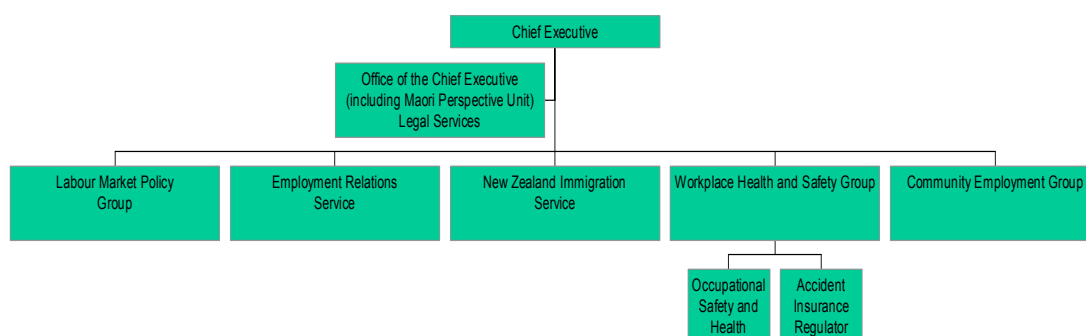 Chief Executive
Office of the Chief Executive
(including Maori Perspective Unit)
Legal Services
Labour Market Policy
Group
Employment Relations
Service
New Zealand Immigration
Service
Workplace Health and Safety Group
Community Employment Group
Occupational
Safety and
Health
Accident
Insurance
Regulator